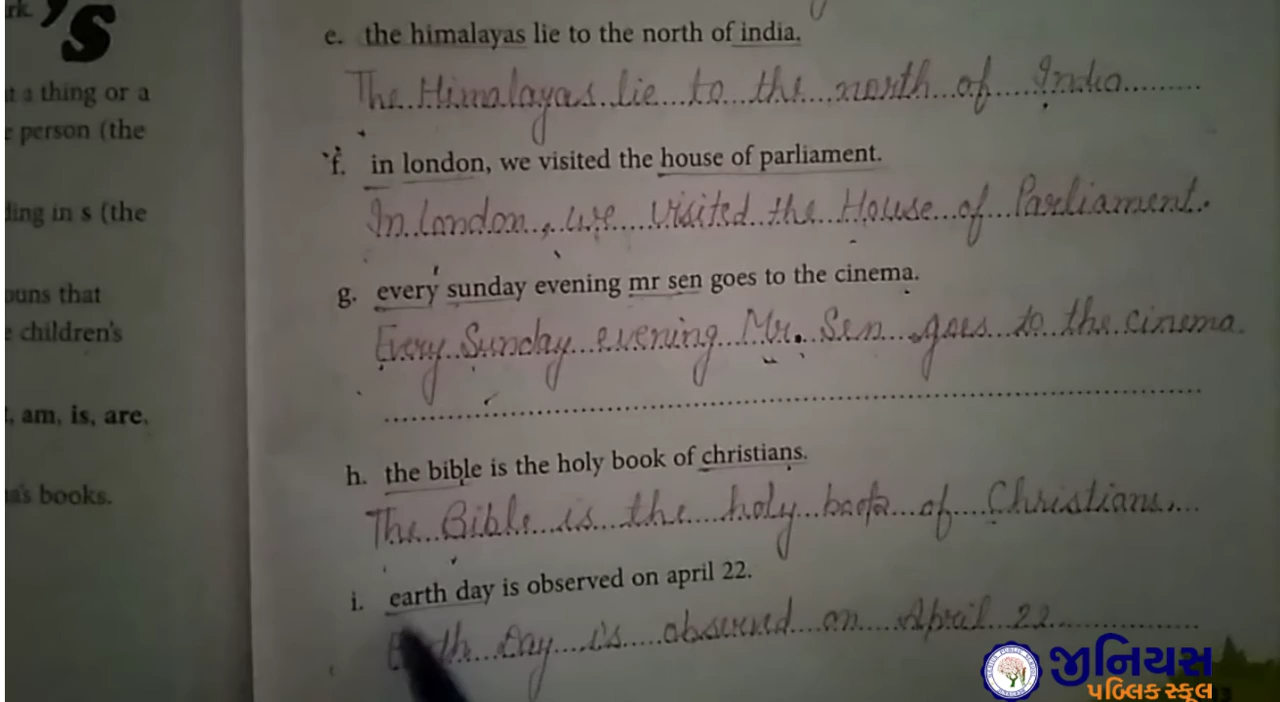 rk.
's
t a thing or a
e. the himalayas lie to the north of india.
The Himalayas lie to the north of India
person (the
f. in london, we visited the house of parliament.
ding in s (the
In london, we visited the House of Parliament.
ouns that
g. every sunday evening mr sen goes to the cinema.
e children's
Every Sunday evening Mr. Sen goes to the cinema.
, am, is, are.
h. the bible is the holy book of christians.
a's books.
The Bible is the holy book of Christians.
i. earth day is observed on april 22.
Day is observed on April 22
જીનિયસ
પબ્લિક સ્કૂલ